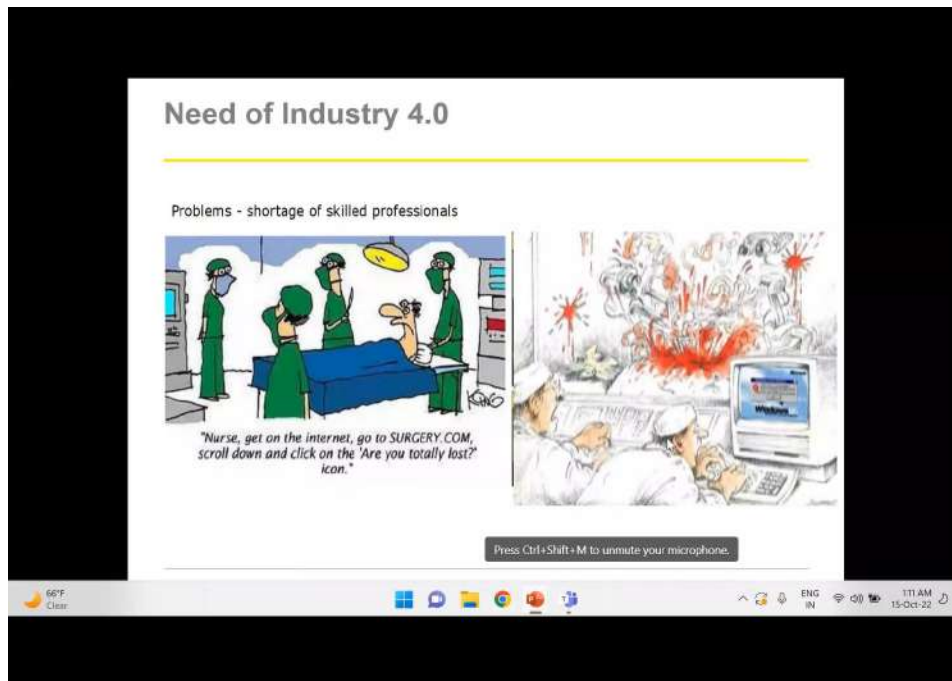 Need of Industry 4.0
Problems - shortage of skilled professionals
"Nurse, get on the internet, go to SURGERY.COM,
scroll down and click on the 'Are you totally lost?'
icon."
Windows
Press Ctrl+Shift+M to unmute your microphone.
66°F
Clear
ENG
IN
1:11 AM
15-Oct-22